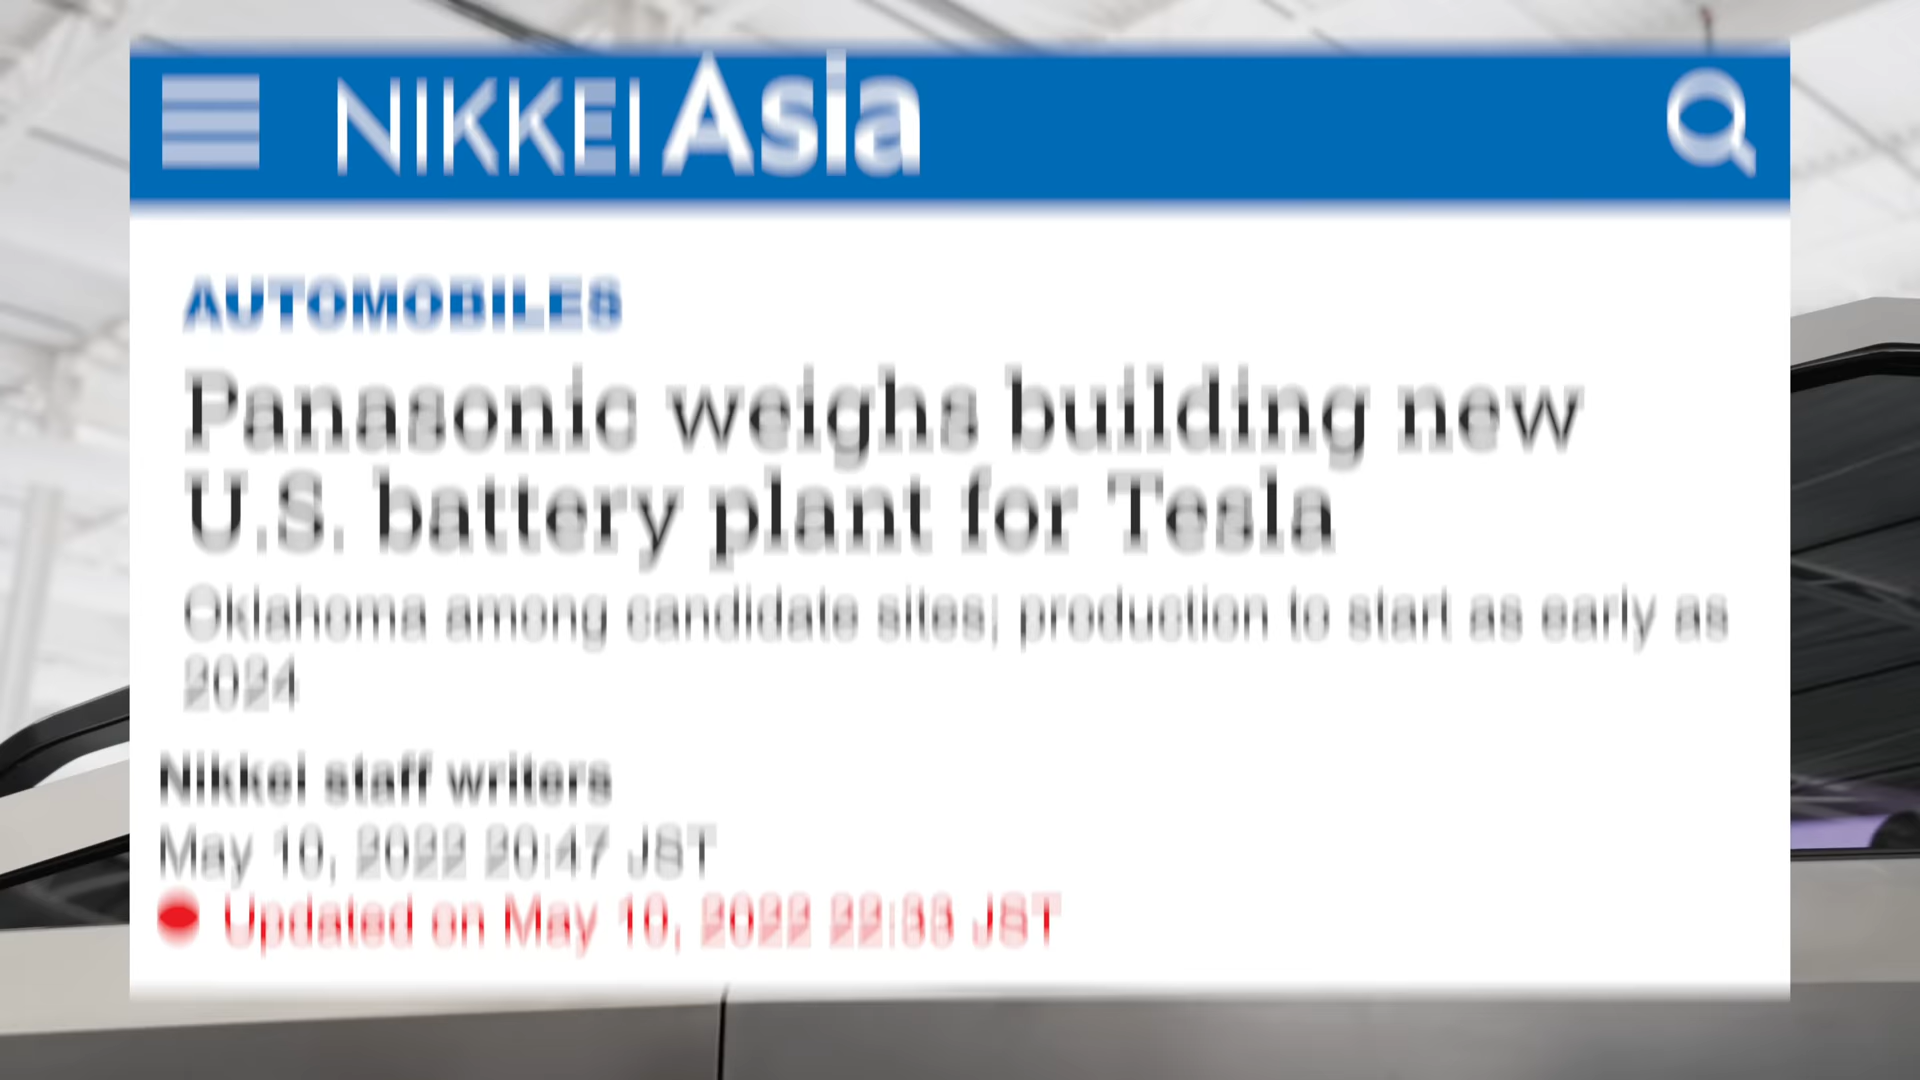 NIKKEI Asia
AUTOMOBILES
Panasonic weighs building new
U.S. battery plant for Tesla
Oklahoma among candidate sites; production to start as early as
2024
Nikkei staff writers
May 10, 2022 20:47 JST
Updated on May 10, 2022 22:33 JST